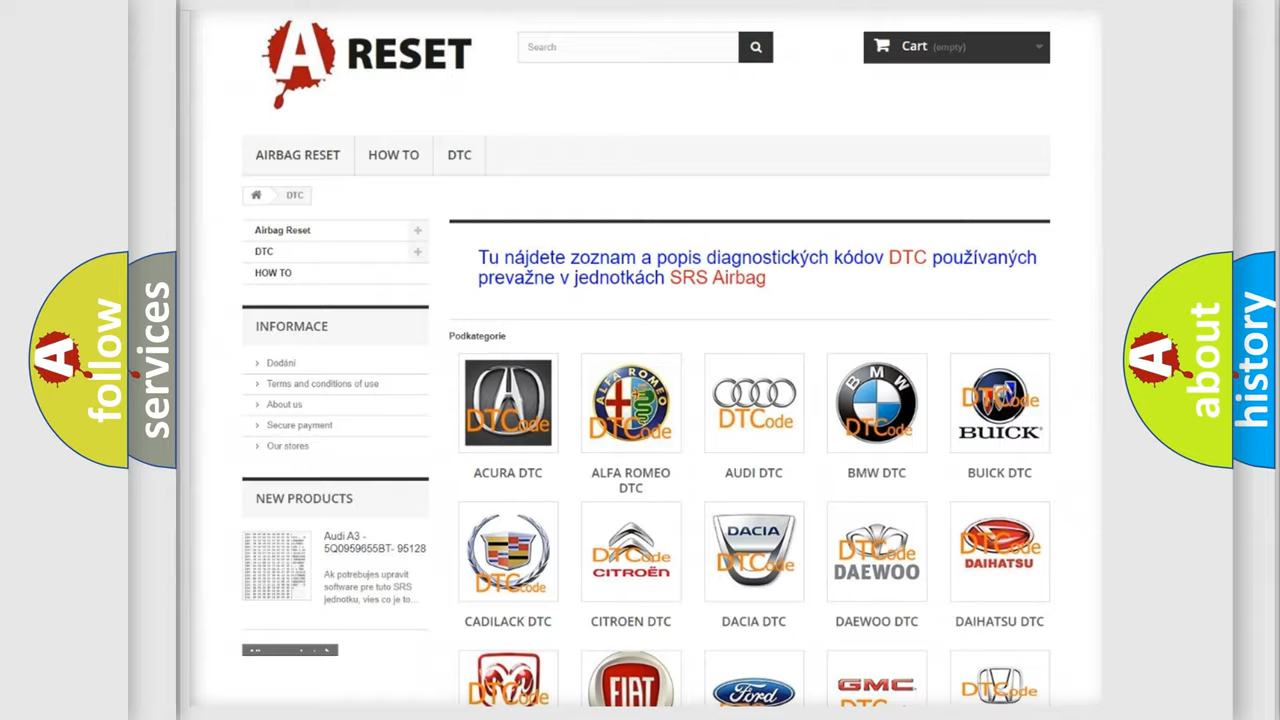 A RESET
Search
Cart (empty)
AIRBAG RESET
HOW TO
DTC
DTC
Airbag Reset
DTC
HOW TO
INFORMACE
Dodání
Terms and conditions of use
About us
Secure payment
Our stores
NEW PRODUCTS
Audi A3 -
5Q0959655BT- 95128
Ak potrebujes upravit
software pre tuto SRS
jednotku, vies co je to...
Tu nájdete zoznam a popis diagnostických kódov DTC používaných
prevažne v jednotkách SRS Airbag
Podkategorie
DTCode
ALFA ROMEO
DTCode
DTCode
BMW
DTCode
DTCode
BUICK
ACURA DTC
ALFA ROMEO
DTC
AUDI DTC
BMW DTC
BUICK DTC
DTCode
DTCode
CITROËN
DACIA
DTCode
DTCode
DAEWOO
DTCode
DAIHATSU
CADILACK DTC
CITROEN DTC
DACIA DTC
DAEWOO DTC
DAIHATSU DTC
DTCode
FIAT
Ford
GMC
DTCode
A
follow
services
A
about
history